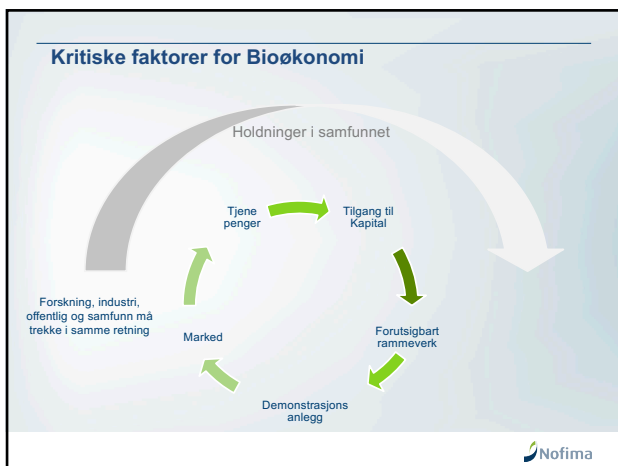 Kritiske faktorer for Bioøkonomi
Holdninger i samfunnet
Tjene
penger
Tilgang til
Kapital
Forutsigbart
rammeverk
Demonstrasjons
anlegg
Marked
Forskning, industri,
offentlig og samfunn må
trekke i samme retning
Nofima